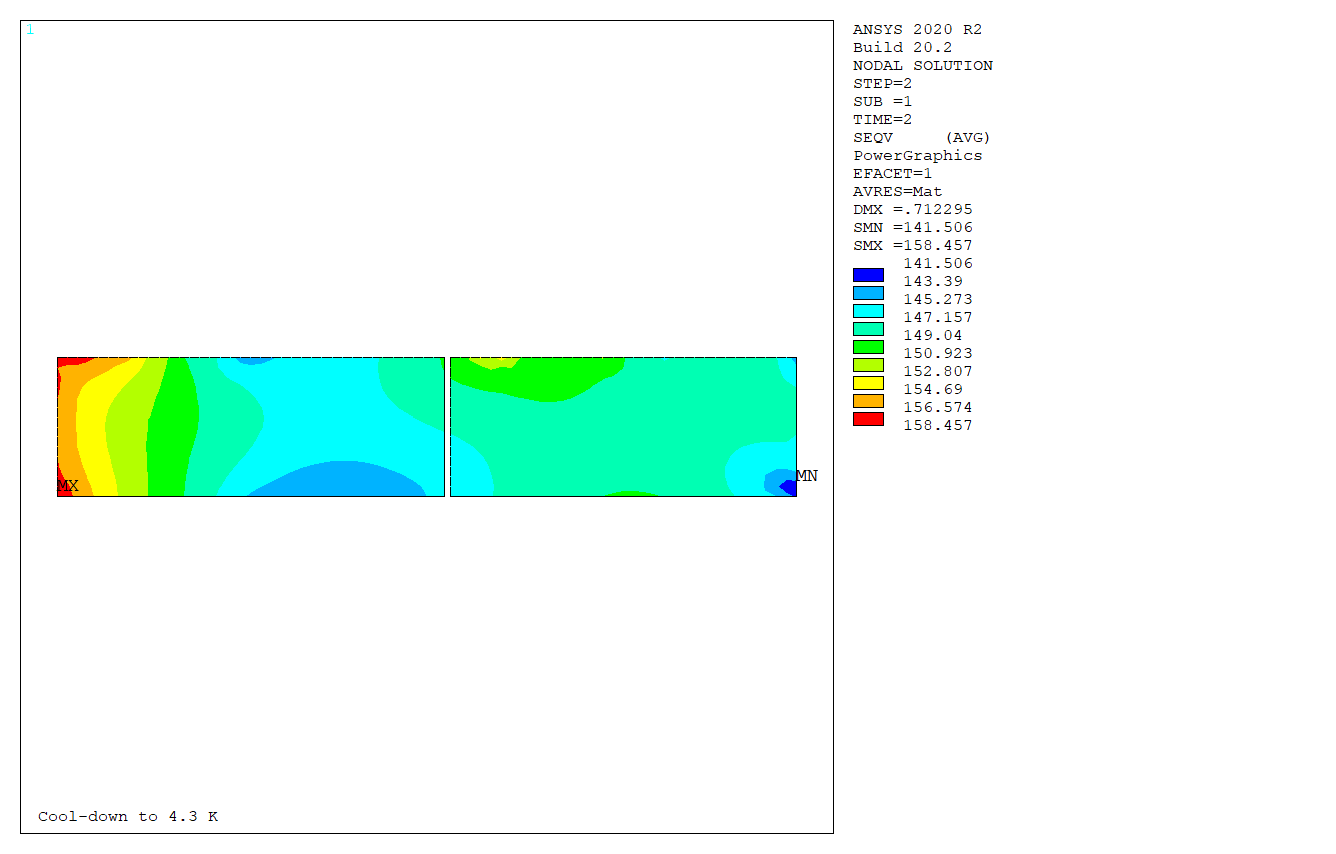 1
ANSYS 2020 R2
Build 20.2
NODAL SOLUTION
STEP=2
SUB =1
TIME=2
SEQV     (AVG)
PowerGraphics
EFACET=1
AVRES=Mat
DMX =.712295
SMN =141.506
SMX =158.457
141.506
143.39
145.273
147.157
149.04
150.923
152.807
154.69
156.574
158.457
MX
MN
Cool-down to 4.3 K